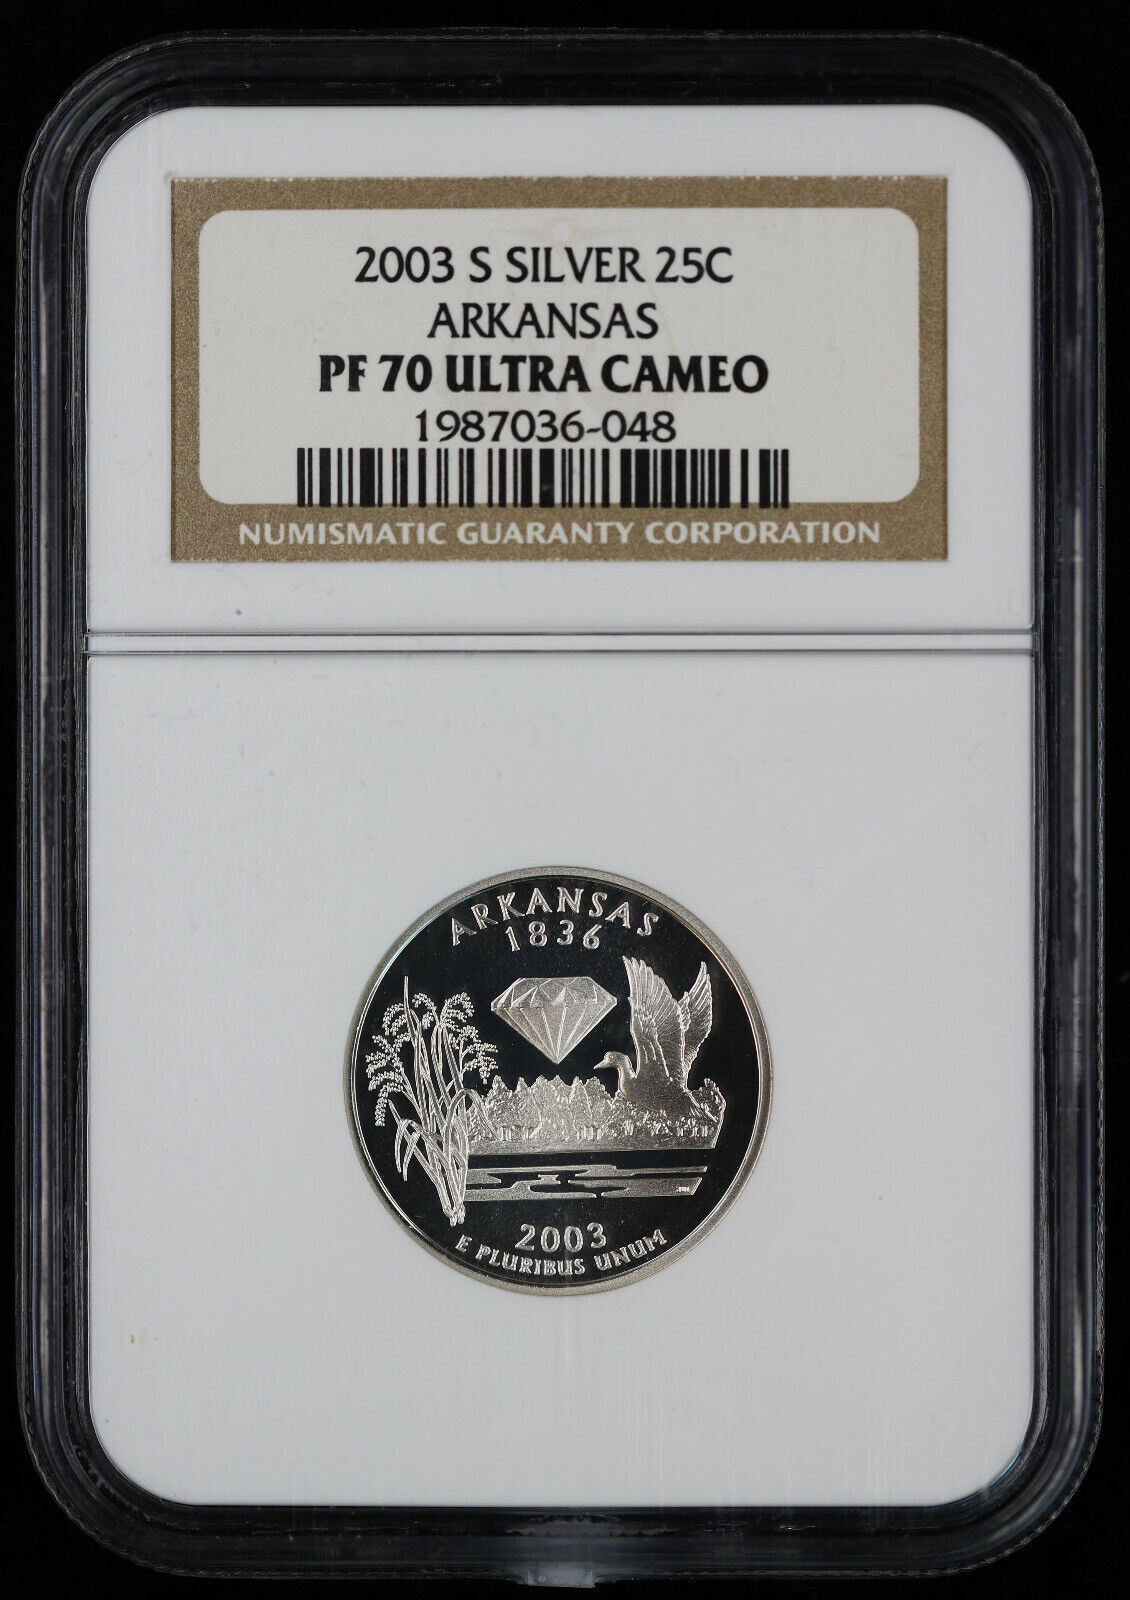 2003 S SILVER 25C
ARKANSAS
PF 70 ULTRA CAMEO
1987036-048
NUMISMATIC GUARANTY CORPORATION
ARKANSAS
1836
2003
E PLURIBUS UNUM